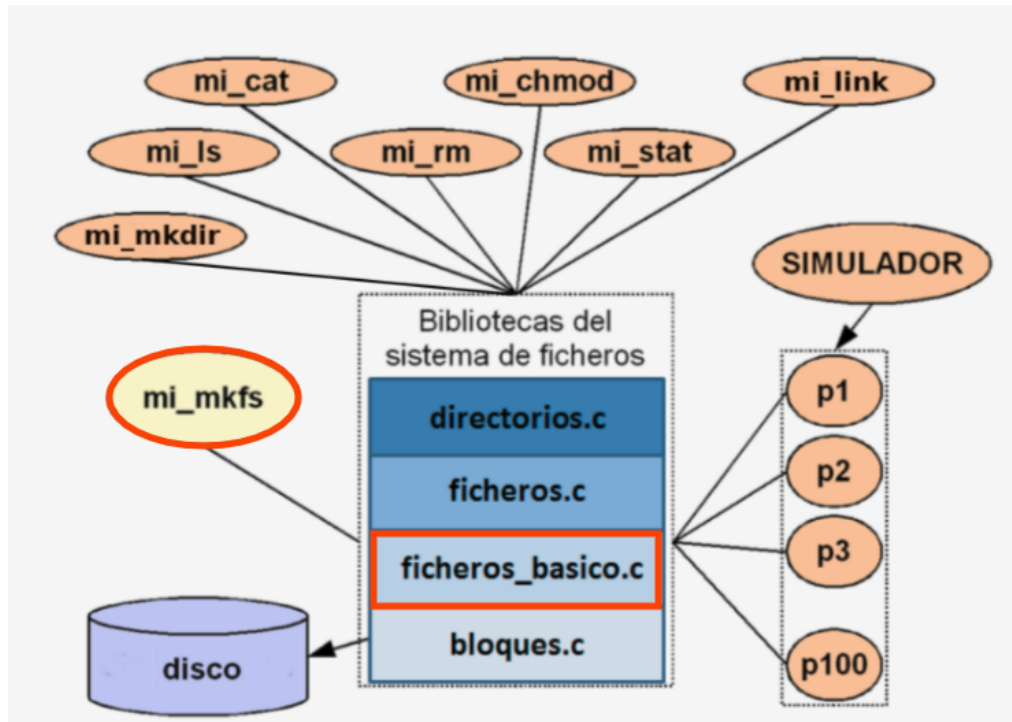 mi_cat
mi_chmod
mi_link
mi_ls
mi_rm
mi_stat
mi_mkdir
SIMULADOR
Bibliotecas del
sistema de ficheros
mi_mkfs
directorios.c
ficheros.c
ficheros_basico.c
bloques.c
disco
p1
p2
p3
p100